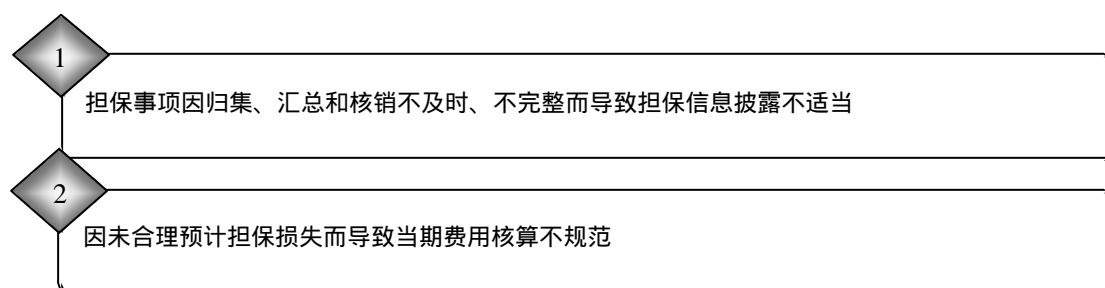 1
担保事项因归集、汇总和核销不及时、不完整而导致担保信息披露不适当
2
因未合理预计担保损失而导致当期费用核算不规范